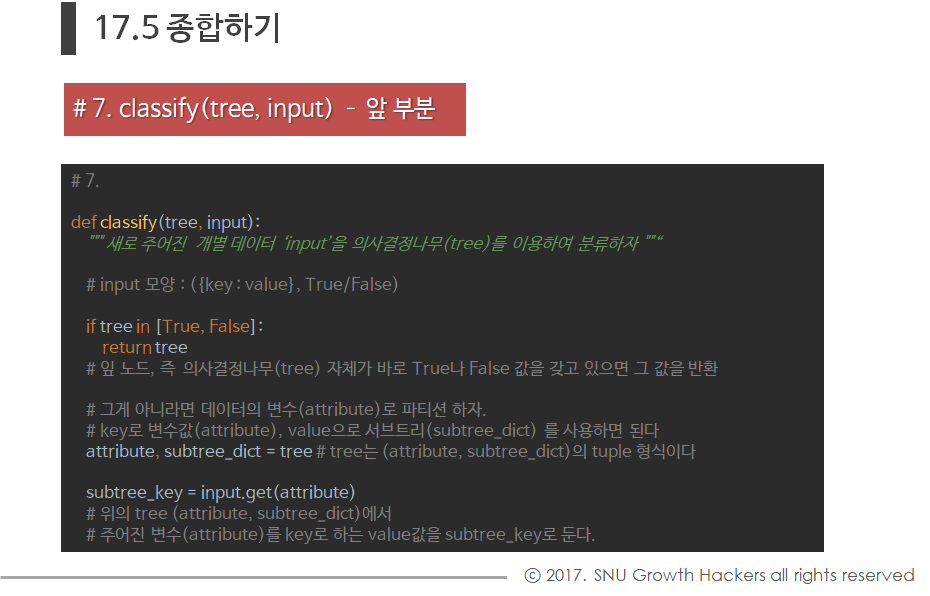 17.5 종합하기
# 7. classify(tree, input) - 앞 부분
# 7.
def classify(tree, input):
""" 새로 주어진 개별 데이터 ‘input’을 의사결정나무(tree)를 이용하여 분류하자 ""“
# input 모양 : ({key : value}, True/False)
if tree in [True, False]:
return tree
# 잎 노드, 즉 의사결정나무(tree) 자체가 바로 True나 False 값을 갖고 있으면 그 값을 반환
# 그게 아니라면 데이터의 변수(attribute)로 파티션 하자.
# key로 변수값(attribute), value으로 서브트리(subtree_dict) 를 사용하면 된다
attribute, subtree_dict = tree # tree는 (attribute, subtree_dict)의 tuple 형식이다
subtree_key = input.get(attribute)
# 위의 tree (attribute, subtree_dict)에서
# 주어진 변수(attribute)를 key로 하는 value값을 subtree_key로 둔다.
ⓒ 2017. SNU Growth Hackers all rights reserved